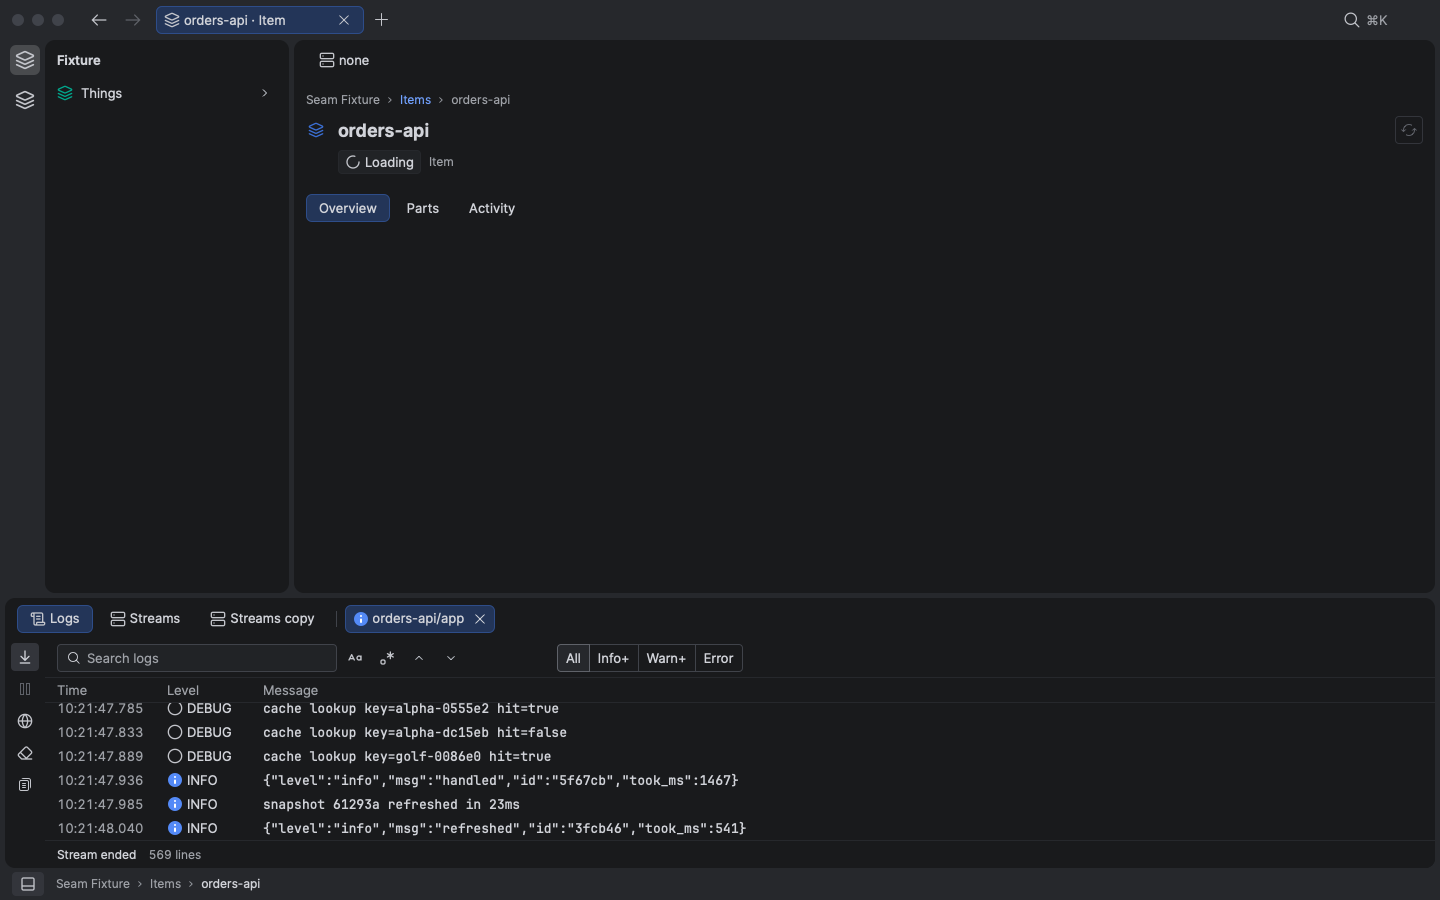 orders-api · Item
⌘K
Fixture
Things
none
Seam Fixture › Items › orders-api
orders-api
Loading Item
Overview Parts Activity
Logs Streams Streams copy orders-api/app
Search logs Aa .* All Info+ Warn+ Error
Time Level Message
10:21:47.785 DEBUG cache lookup key=alpha-0555e2 hit=true
10:21:47.833 DEBUG cache lookup key=alpha-dc15eb hit=false
10:21:47.889 DEBUG cache lookup key=golf-0086e0 hit=true
10:21:47.936 INFO {"level":"info","msg":"handled","id":"5f67cb","took_ms":1467}
10:21:47.985 INFO snapshot 61293a refreshed in 23ms
10:21:48.040 INFO {"level":"info","msg":"refreshed","id":"3fcb46","took_ms":541}
Stream ended 569 lines
Seam Fixture › Items › orders-api